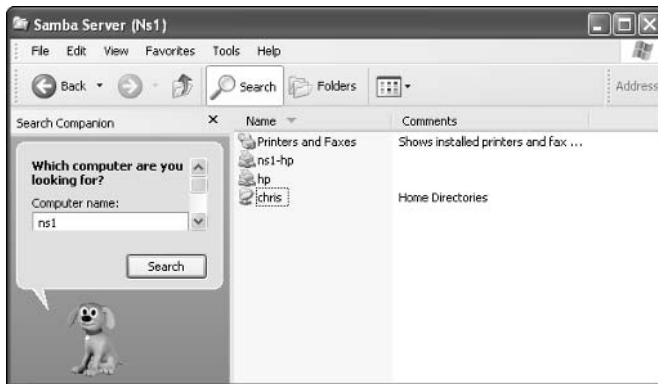 Samba Server (Ns1)
File Edit View Favorites Tools Help
Back Search Folders Address
Search Companion
Name Comments
Printers and Faxes Shows installed printers and fax ...
ns1-hp
hp
chris Home Directories
Which computer are you
looking for?
Computer name:
ns1
Search